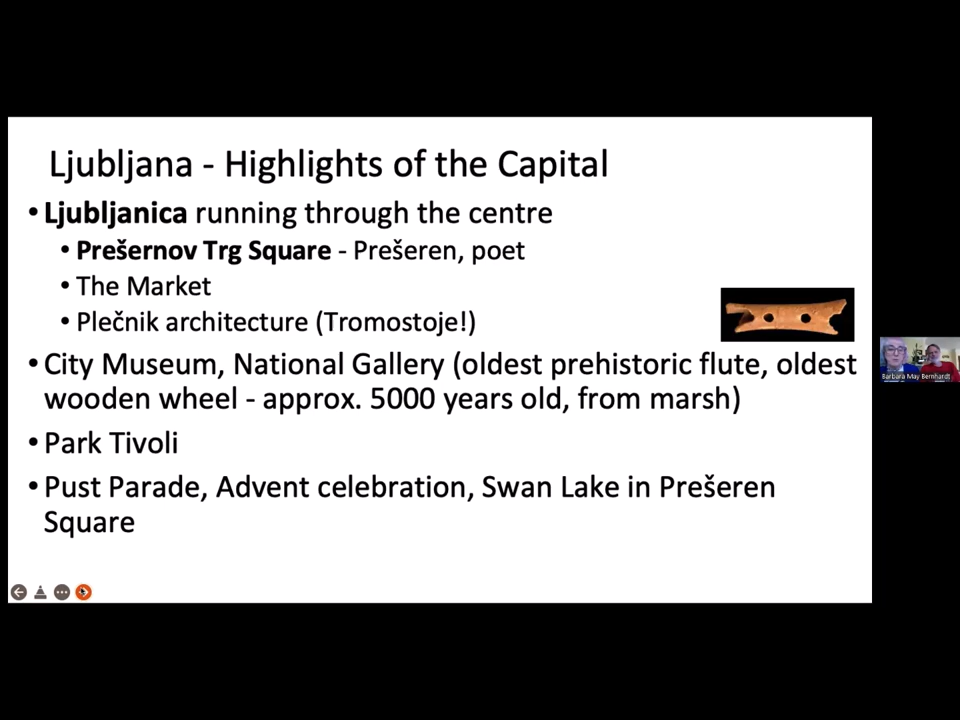 Ljubljana - Highlights of the Capital
• Ljubljanica running through the centre
• Prešernov Trg Square - Prešeren, poet
• The Market
• Plečnik architecture (Tromostoje!)
• City Museum, National Gallery (oldest prehistoric flute, oldest
wooden wheel - approx. 5000 years old, from marsh)
• Park Tivoli
• Pust Parade, Advent celebration, Swan Lake in Prešeren
Square
Barbara May Bernhardt